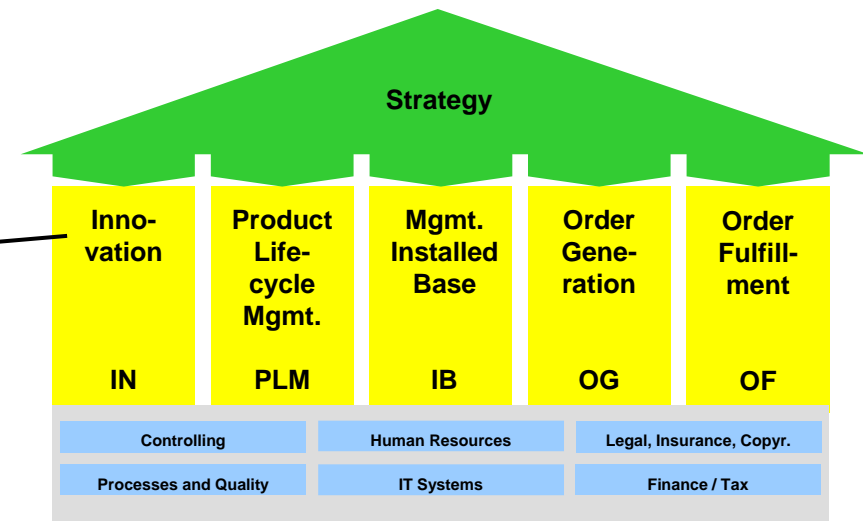 Strategy
Inno-
vation
IN
Product
Life-
cycle
Mgmt.
PLM
Mgmt.
Installed
Base
IB
Order
Gene-
ration
OG
Order
Fulfill-
ment
OF
Controlling
Human Resources
Legal, Insurance, Copyr.
Processes and Quality
IT Systems
Finance / Tax